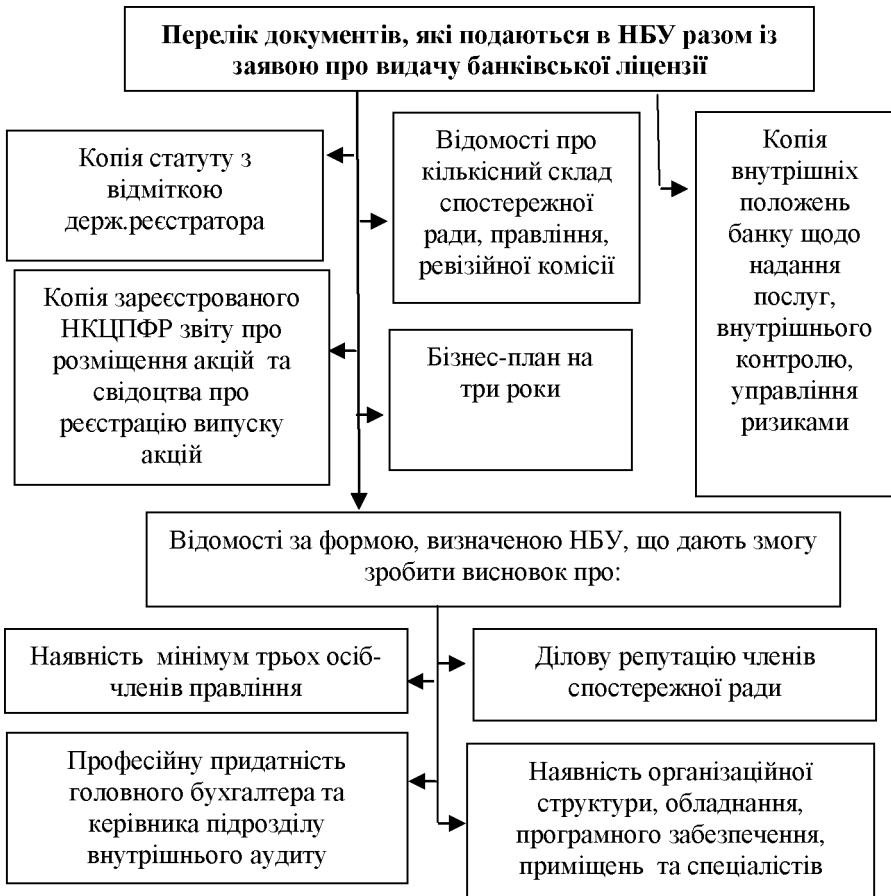 Перелік документів, які подаються в НБУ разом із
заявою про видачу банківської ліцензії
Копія статуту з
відміткою
держ.реєстратора
Відомості про
кількісний склад
спостережної
ради, правління,
ревізійної комісії
Копія
внутрішніх
положень
банку щодо
надання
послуг,
внутрішнього
контролю,
управління
ризиками
Копія зареєстрованого
НКЦПФР звіту про
розміщення акцій та
свідоцтва про
реєстрацію випуску
акцій
Бізнес-план на
три роки
Відомості за формою, визначеною НБУ, що дають змогу
зробити висновок про:
Наявність мінімум трьох осіб-
членів правління
Ділову репутацію членів
спостережної ради
Професійну придатність
головного бухгалтера та
керівника підрозділу
внутрішнього аудиту
Наявність організаційної
структури, обладнання,
програмного забезпечення,
приміщень та спеціалістів